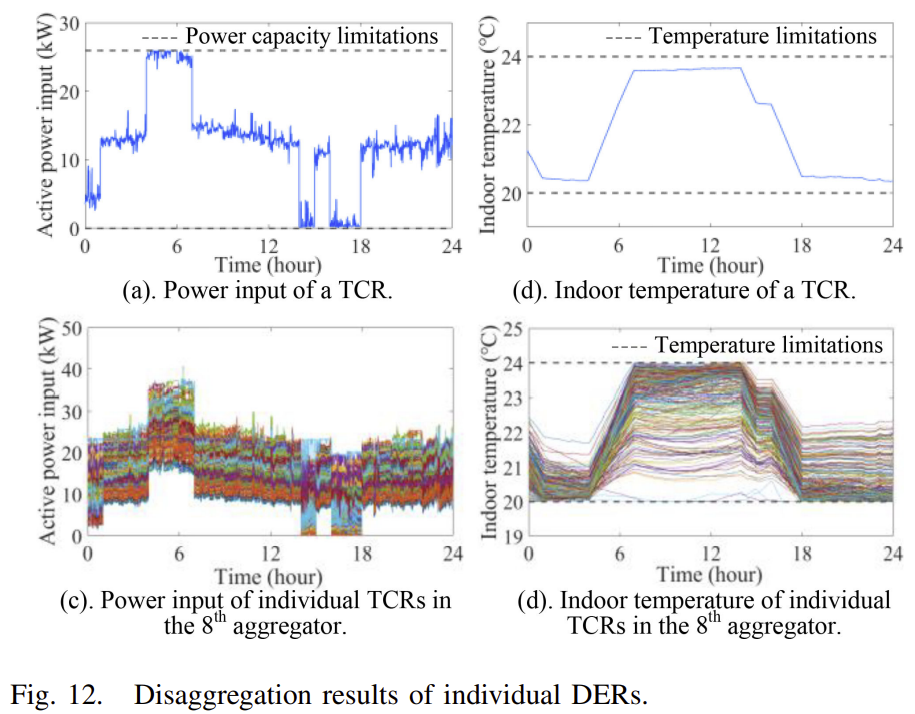 Power capacity limitations
Active power input (kW)
30
20
10
0
0 6 12 18 24
Time (hour)
(a). Power input of a TCR.
Temperature limitations
Indoor temperature (°C)
24
22
20
0 6 12 18 24
Time (hour)
(d). Indoor temperature of a TCR.
Active power input (kW)
50
40
30
20
10
0
0 6 12 18 24
Time (hour)
(c). Power input of individual TCRs in
the 8th aggregator.
Temperature limitations
Indoor temperature (°C)
25
24
23
22
21
20
19
0 6 12 18 24
Time (hour)
(d). Indoor temperature of individual
TCRs in the 8th aggregator.
Fig. 12. Disaggregation results of individual DERs.